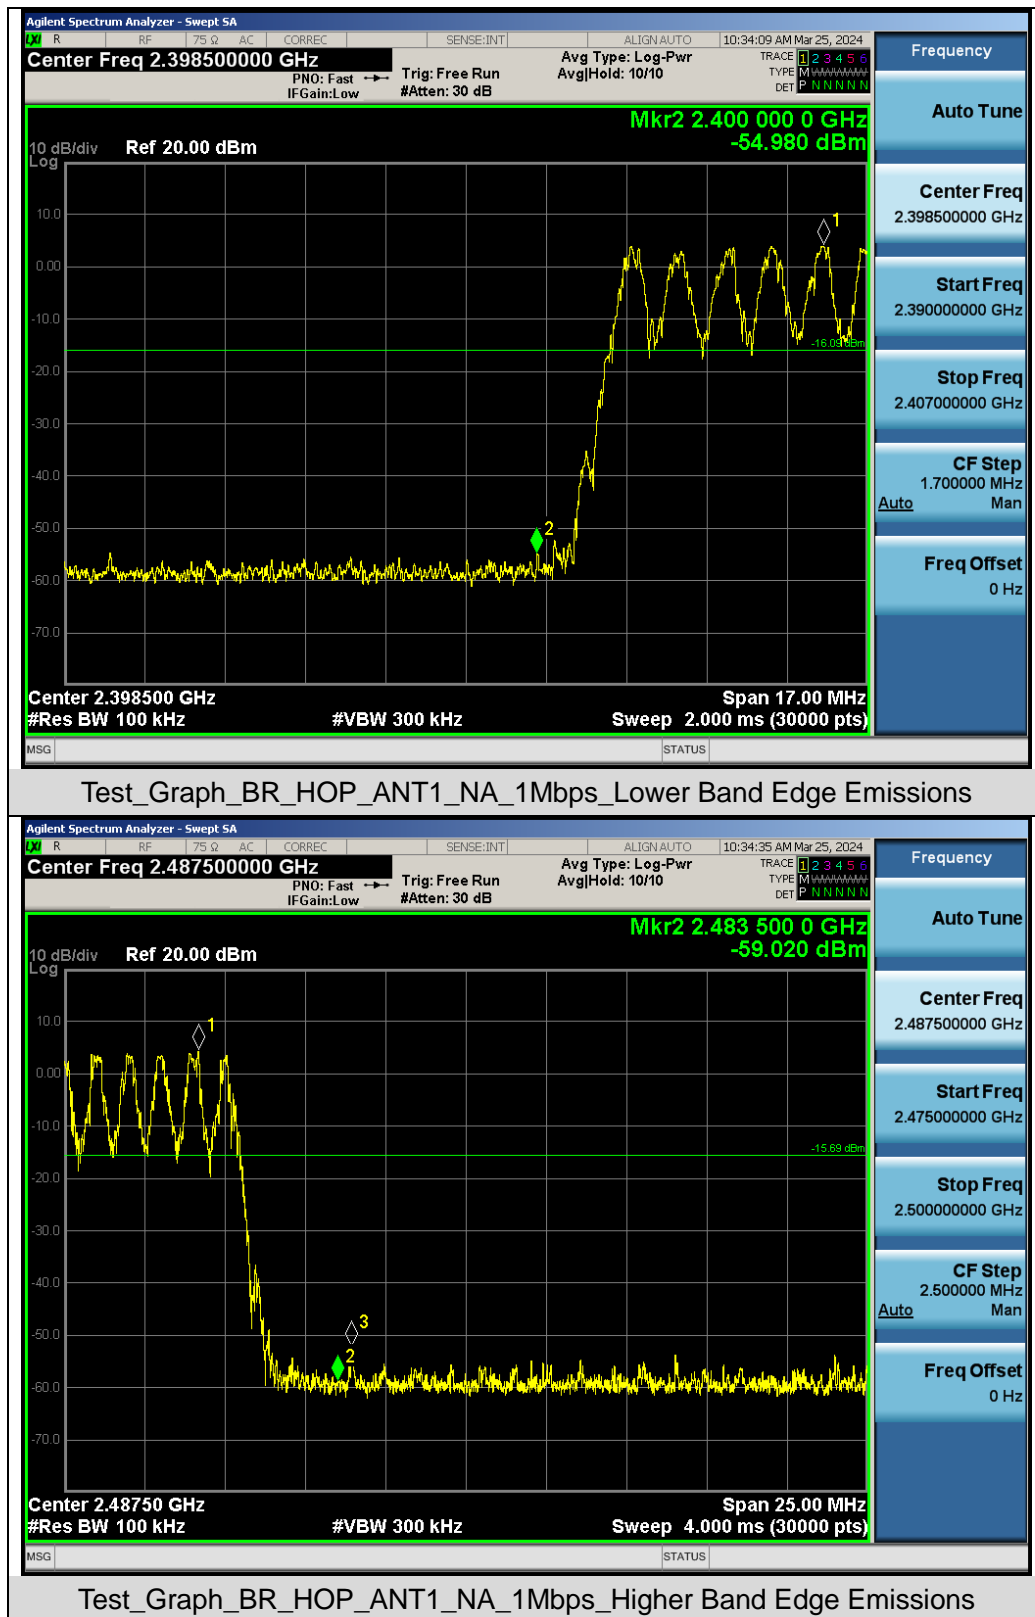 Agilent Spectrum Analyzer - Swept SA
LXI R RF 75 Ω AC CORREC SENSE:INT ALIGN AUTO 10:34:09 AM Mar 25, 2024
Center Freq 2.398500000 GHz
PNO: Fast
IFGain:Low
Trig: Free Run
#Atten: 30 dB
Avg Type: Log-Pwr
Avg|Hold: 10/10
TRACE 1 2 3 4 5 6
TYPE M WWWWW
DET P N N N N N
Mkr2 2.400 000 0 GHz
-54.980 dBm
10 dB/div Ref 20.00 dBm
Log
10.0
0.00
-10.0
-20.0
-30.0
-40.0
-50.0
-60.0
-70.0
1
-16.09 dBm
2
Center 2.398500 GHz Span 17.00 MHz
#Res BW 100 kHz #VBW 300 kHz Sweep 2.000 ms (30000 pts)
MSG STATUS
Frequency
Auto Tune
Center Freq
2.398500000 GHz
Start Freq
2.390000000 GHz
Stop Freq
2.407000000 GHz
CF Step
1.700000 MHz
Auto Man
Freq Offset
0 Hz
Test_Graph_BR_HOP_ANT1_NA_1Mbps_Lower Band Edge Emissions
Agilent Spectrum Analyzer - Swept SA
LXI R RF 75 Ω AC CORREC SENSE:INT ALIGN AUTO 10:34:35 AM Mar 25, 2024
Center Freq 2.487500000 GHz
PNO: Fast
IFGain:Low
Trig: Free Run
#Atten: 30 dB
Avg Type: Log-Pwr
Avg|Hold: 10/10
TRACE 1 2 3 4 5 6
TYPE M WWWWW
DET P N N N N N
Mkr2 2.483 500 0 GHz
-59.020 dBm
10 dB/div Ref 20.00 dBm
Log
10.0
0.00
-10.0
-20.0
-30.0
-40.0
-50.0
-60.0
-70.0
1
-15.69 dBm
3
2
Center 2.48750 GHz Span 25.00 MHz
#Res BW 100 kHz #VBW 300 kHz Sweep 4.000 ms (30000 pts)
MSG STATUS
Frequency
Auto Tune
Center Freq
2.487500000 GHz
Start Freq
2.475000000 GHz
Stop Freq
2.500000000 GHz
CF Step
2.500000 MHz
Auto Man
Freq Offset
0 Hz
Test_Graph_BR_HOP_ANT1_NA_1Mbps_Higher Band Edge Emissions